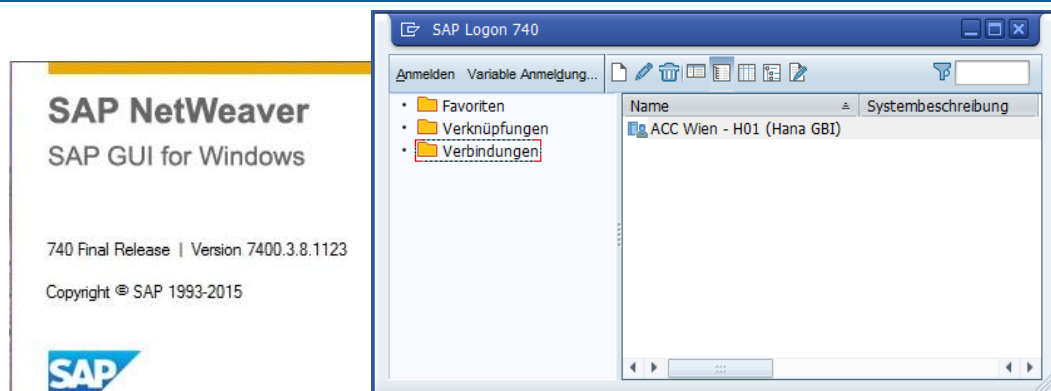 SAP NetWeaver
SAP GUI for Windows
740 Final Release | Version 7400.3.8.1123
Copyright © SAP 1993-2015
SAP
SAP Logon 740
Anmelden Variable Anmeldung...
Favoriten
Verknüpfungen
Verbindungen
Name Systembeschreibung
ACC Wien - H01 (Hana GBI)